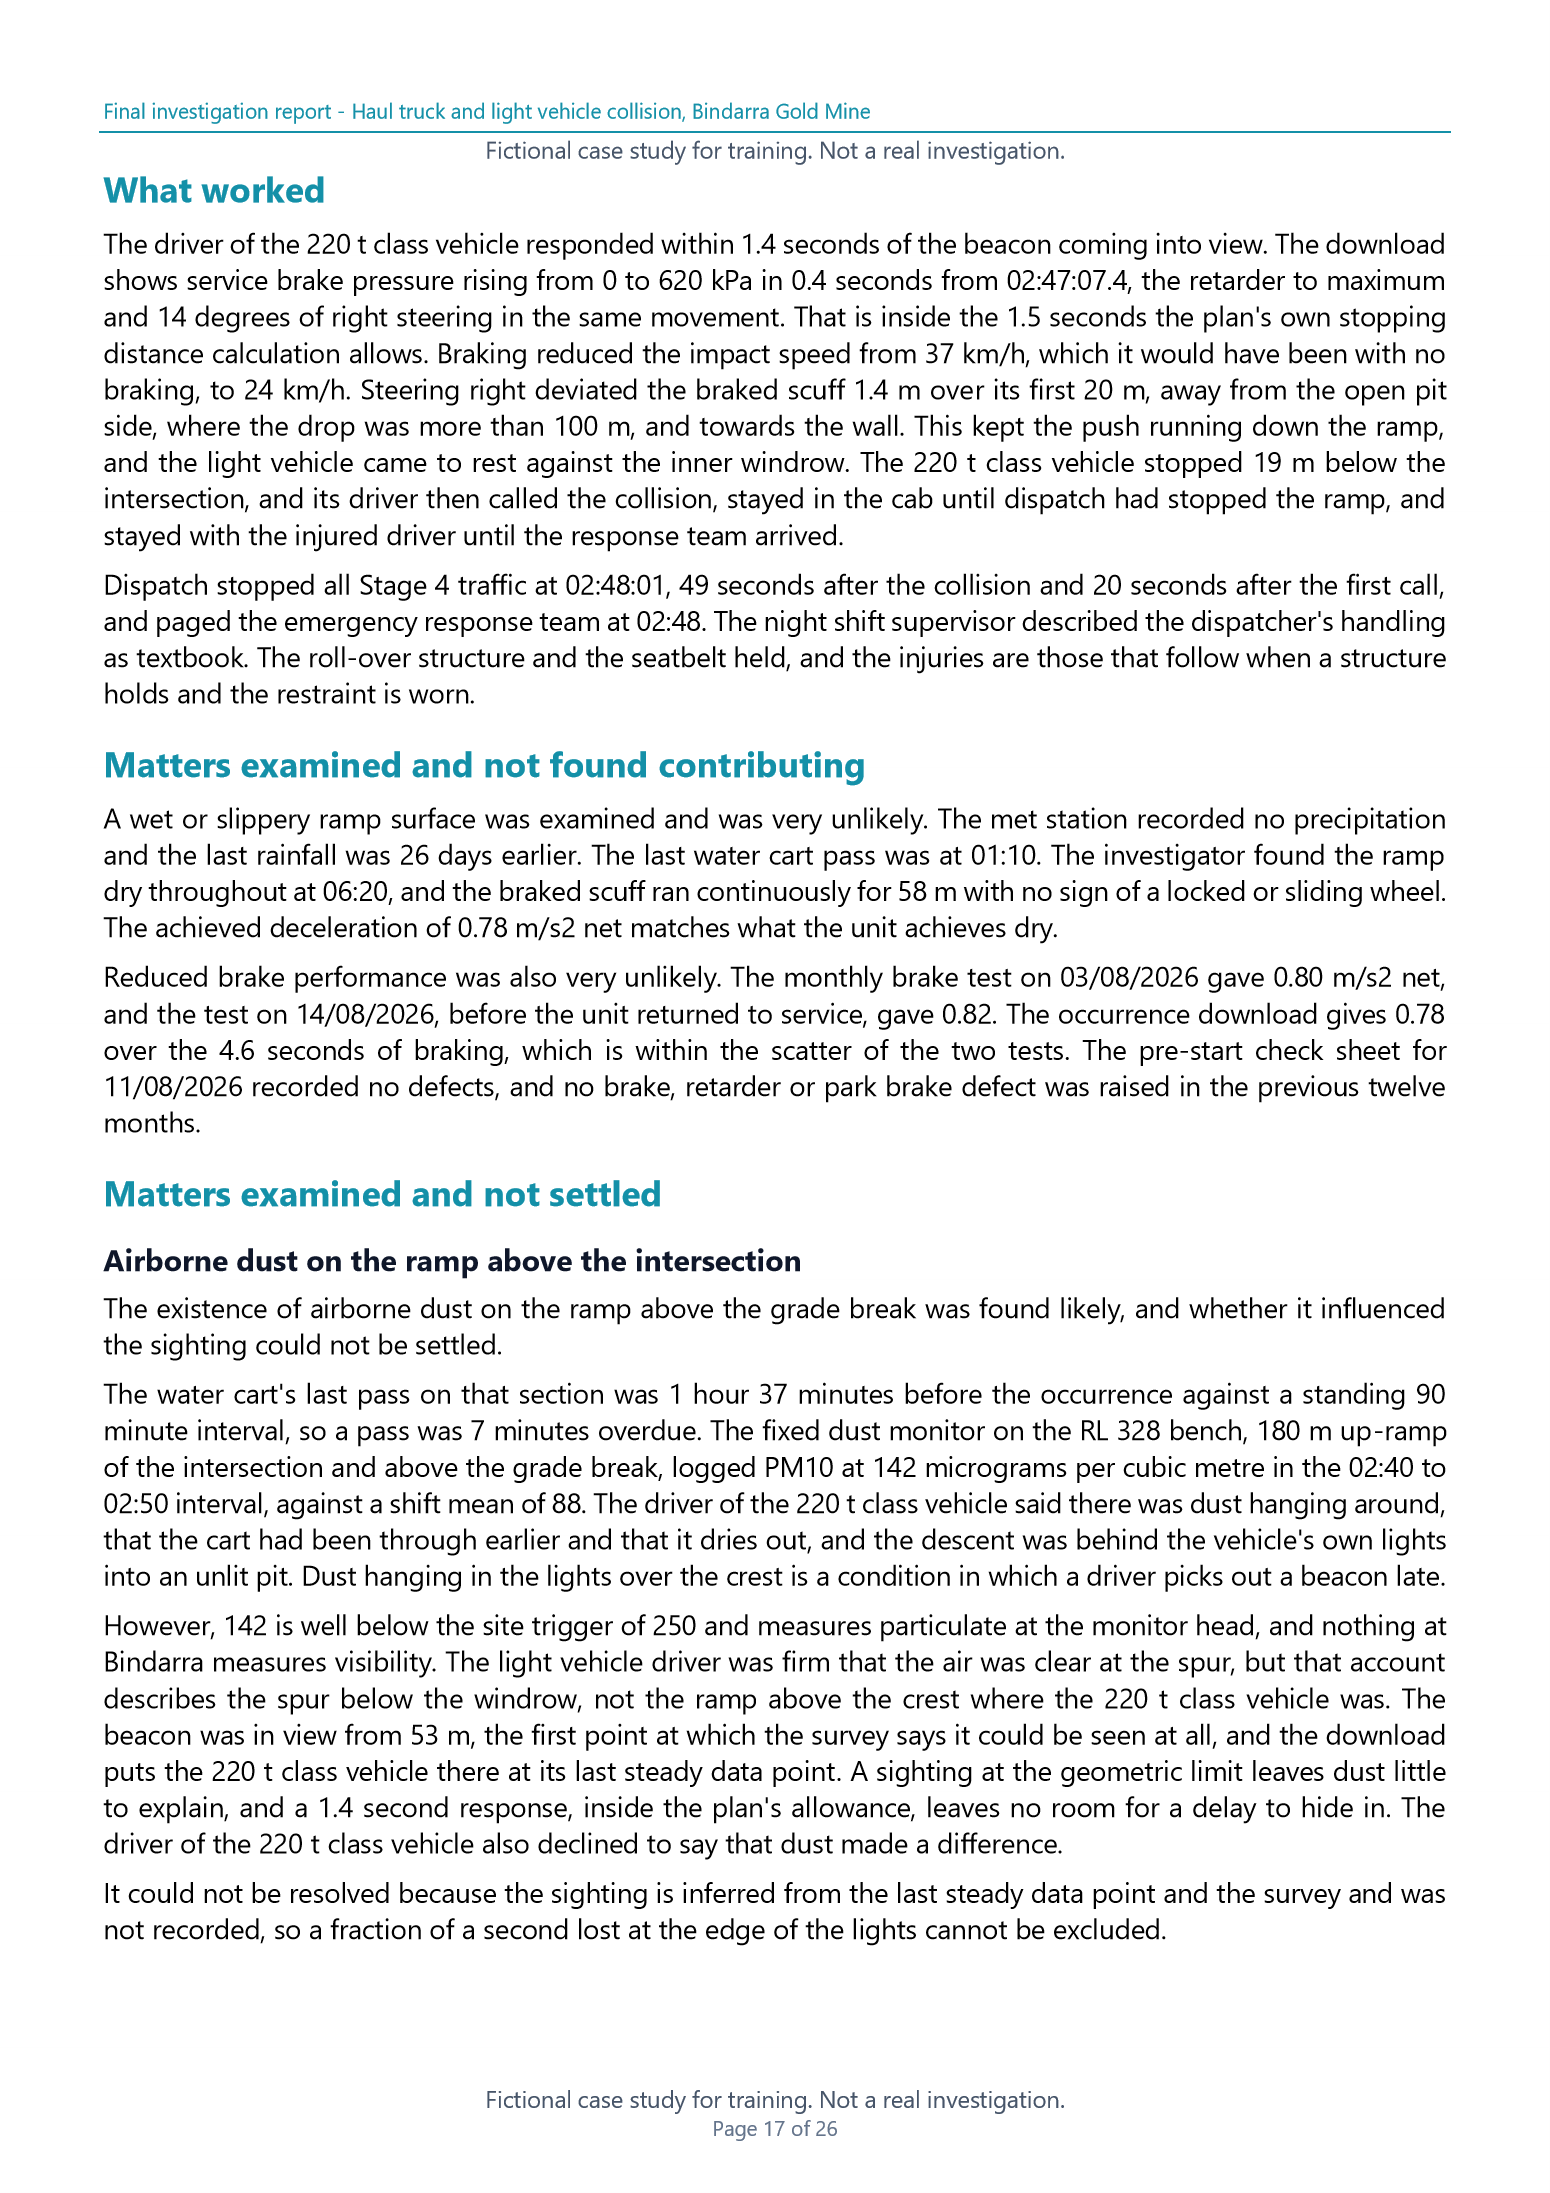 Final investigation report - Haul truck and light vehicle collision, Bindarra Gold Mine
Fictional case study for training. Not a real investigation.
What worked
The driver of the 220 t class vehicle responded within 1.4 seconds of the beacon coming into view. The download
shows service brake pressure rising from 0 to 620 kPa in 0.4 seconds from 02:47:07.4, the retarder to maximum
and 14 degrees of right steering in the same movement. That is inside the 1.5 seconds the plan's own stopping
distance calculation allows. Braking reduced the impact speed from 37 km/h, which it would have been with no
braking, to 24 km/h. Steering right deviated the braked scuff 1.4 m over its first 20 m, away from the open pit
side, where the drop was more than 100 m, and towards the wall. This kept the push running down the ramp,
and the light vehicle came to rest against the inner windrow. The 220 t class vehicle stopped 19 m below the
intersection, and its driver then called the collision, stayed in the cab until dispatch had stopped the ramp, and
stayed with the injured driver until the response team arrived.
Dispatch stopped all Stage 4 traffic at 02:48:01, 49 seconds after the collision and 20 seconds after the first call,
and paged the emergency response team at 02:48. The night shift supervisor described the dispatcher's handling
as textbook. The roll-over structure and the seatbelt held, and the injuries are those that follow when a structure
holds and the restraint is worn.
Matters examined and not found contributing
A wet or slippery ramp surface was examined and was very unlikely. The met station recorded no precipitation
and the last rainfall was 26 days earlier. The last water cart pass was at 01:10. The investigator found the ramp
dry throughout at 06:20, and the braked scuff ran continuously for 58 m with no sign of a locked or sliding wheel.
The achieved deceleration of 0.78 m/s2 net matches what the unit achieves dry.
Reduced brake performance was also very unlikely. The monthly brake test on 03/08/2026 gave 0.80 m/s2 net,
and the test on 14/08/2026, before the unit returned to service, gave 0.82. The occurrence download gives 0.78
over the 4.6 seconds of braking, which is within the scatter of the two tests. The pre-start check sheet for
11/08/2026 recorded no defects, and no brake, retarder or park brake defect was raised in the previous twelve
months.
Matters examined and not settled
Airborne dust on the ramp above the intersection
The existence of airborne dust on the ramp above the grade break was found likely, and whether it influenced
the sighting could not be settled.
The water cart's last pass on that section was 1 hour 37 minutes before the occurrence against a standing 90
minute interval, so a pass was 7 minutes overdue. The fixed dust monitor on the RL 328 bench, 180 m up-ramp
of the intersection and above the grade break, logged PM10 at 142 micrograms per cubic metre in the 02:40 to
02:50 interval, against a shift mean of 88. The driver of the 220 t class vehicle said there was dust hanging around,
that the cart had been through earlier and that it dries out, and the descent was behind the vehicle's own lights
into an unlit pit. Dust hanging in the lights over the crest is a condition in which a driver picks out a beacon late.
However, 142 is well below the site trigger of 250 and measures particulate at the monitor head, and nothing at
Bindarra measures visibility. The light vehicle driver was firm that the air was clear at the spur, but that account
describes the spur below the windrow, not the ramp above the crest where the 220 t class vehicle was. The
beacon was in view from 53 m, the first point at which the survey says it could be seen at all, and the download
puts the 220 t class vehicle there at its last steady data point. A sighting at the geometric limit leaves dust little
to explain, and a 1.4 second response, inside the plan's allowance, leaves no room for a delay to hide in. The
driver of the 220 t class vehicle also declined to say that dust made a difference.
It could not be resolved because the sighting is inferred from the last steady data point and the survey and was
not recorded, so a fraction of a second lost at the edge of the lights cannot be excluded.
Fictional case study for training. Not a real investigation.
Page 17 of 26